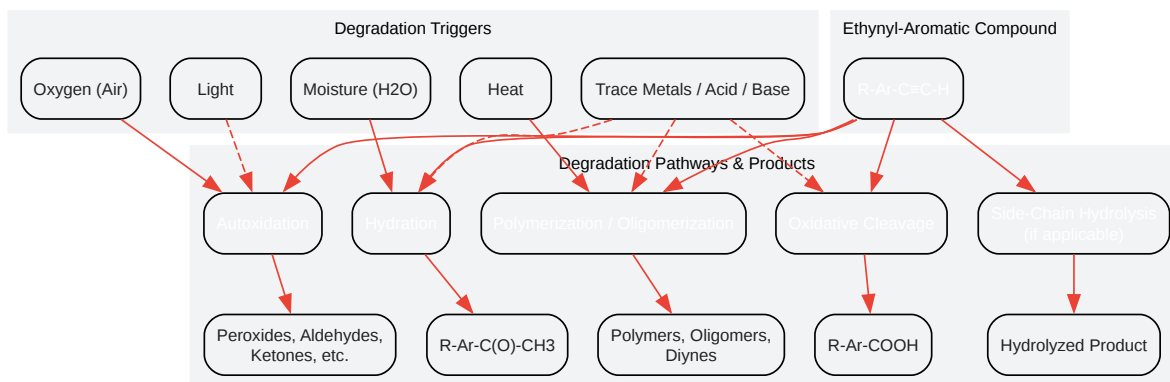 Degradation Triggers
Ethynyl-Aromatic Compound
Oxygen (Air)
Light
Moisture (H2O)
Heat
Trace Metals / Acid / Base
R-Ar-C≡C-H
Degradation Pathways & Products
Autoxidation
Hydration
Polymerization / Oligomerization
Oxidative Cleavage
Side-Chain Hydrolysis
(if applicable)
Peroxides, Aldehydes,
Ketones, etc.
R-Ar-C(O)-CH3
Polymers, Oligomers,
Diynes
R-Ar-COOH
Hydrolyzed Product